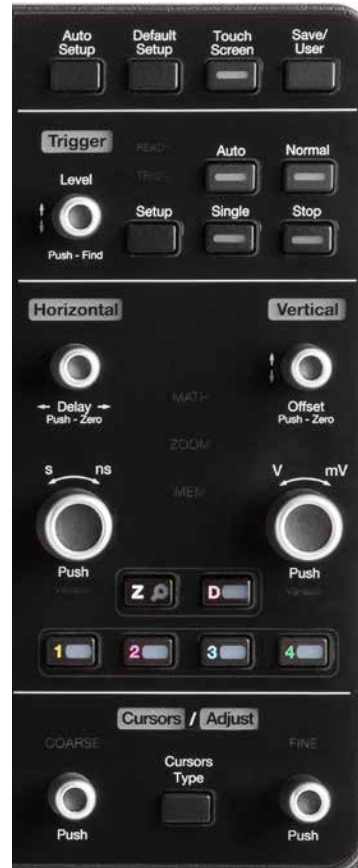 Auto Setup
Default Setup
Touch Screen
Save/ User
Trigger
READY
Auto
Normal
Level
TRIG'D
Setup
Single
Stop
Push - Find
Horizontal
Vertical
← Delay →
Push - Zero
Offset
Push - Zero
MATH
ZOOM
MEM
s ns
V mV
Push
Push
Variable
Variable
Z
D
1
2
3
4
Cursors / Adjust
COARSE
FINE
Cursors Type
Push
Push